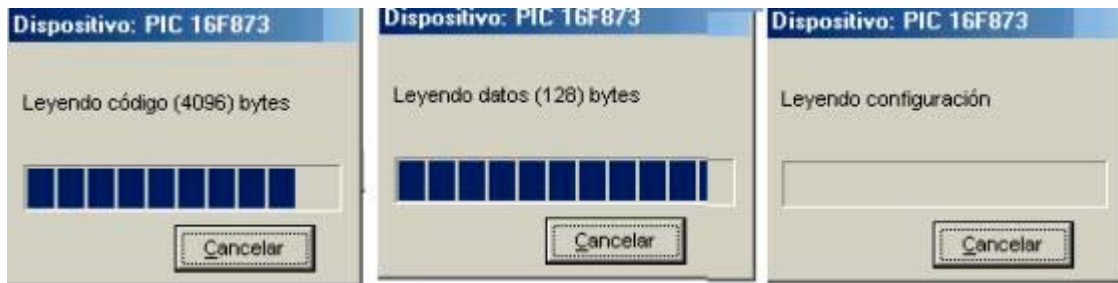 Dispositivo: PIC 16F873
Leyendo código (4096) bytes
Cancelar
Dispositivo: PIC 16F873
Leyendo datos (128) bytes
Cancelar
Dispositivo: PIC 16F873
Leyendo configuración
Cancelar